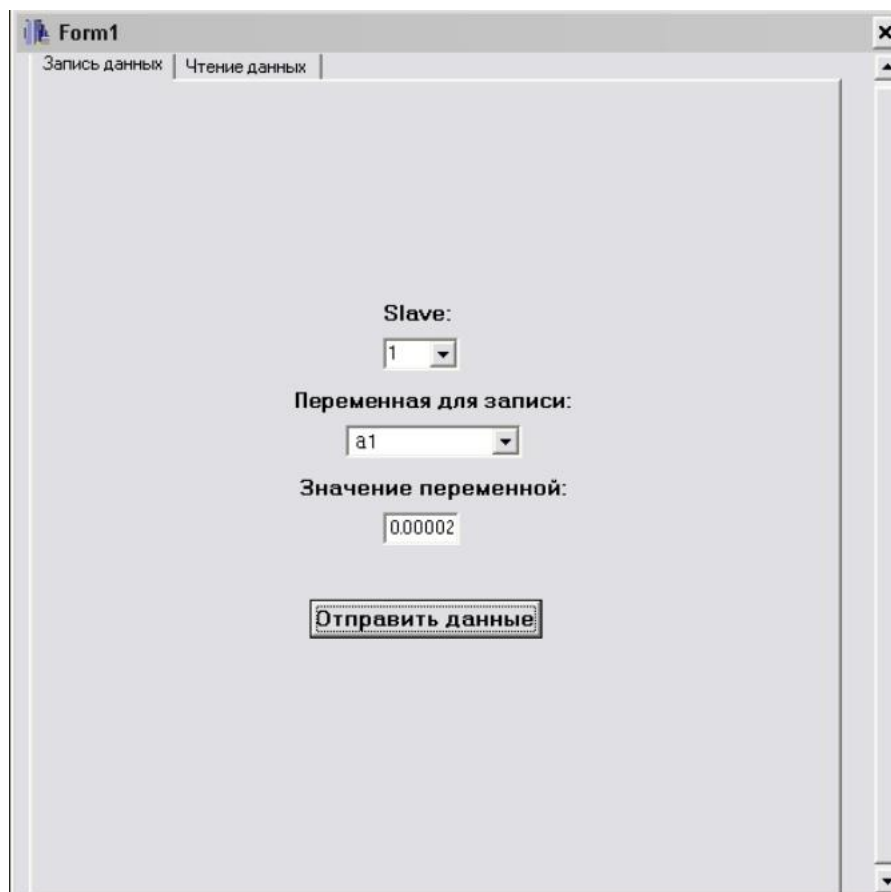 Form1
Запись данных Чтение данных
Slave:
1
Переменная для записи:
a1
Значение переменной:
0.00002
Отправить данные